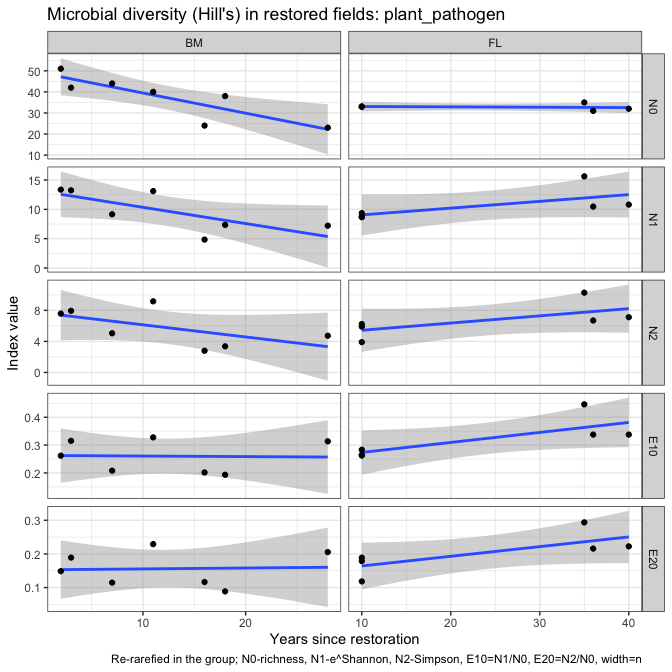 Microbial diversity (Hill's) in restored fields: plant_pathogen
BM
FL
50
40
30
20
10
N0
15
10
5
0
N1
8
4
0
N2
Index value
0.4
0.3
0.2
E10
0.3
0.2
0.1
E20
10
20
10
20
30
40
Years since restoration
Re-rarefied in the group; N0-richness, N1-e^Shannon, N2-Simpson, E10=N1/N0, E20=N2/N0, width=n